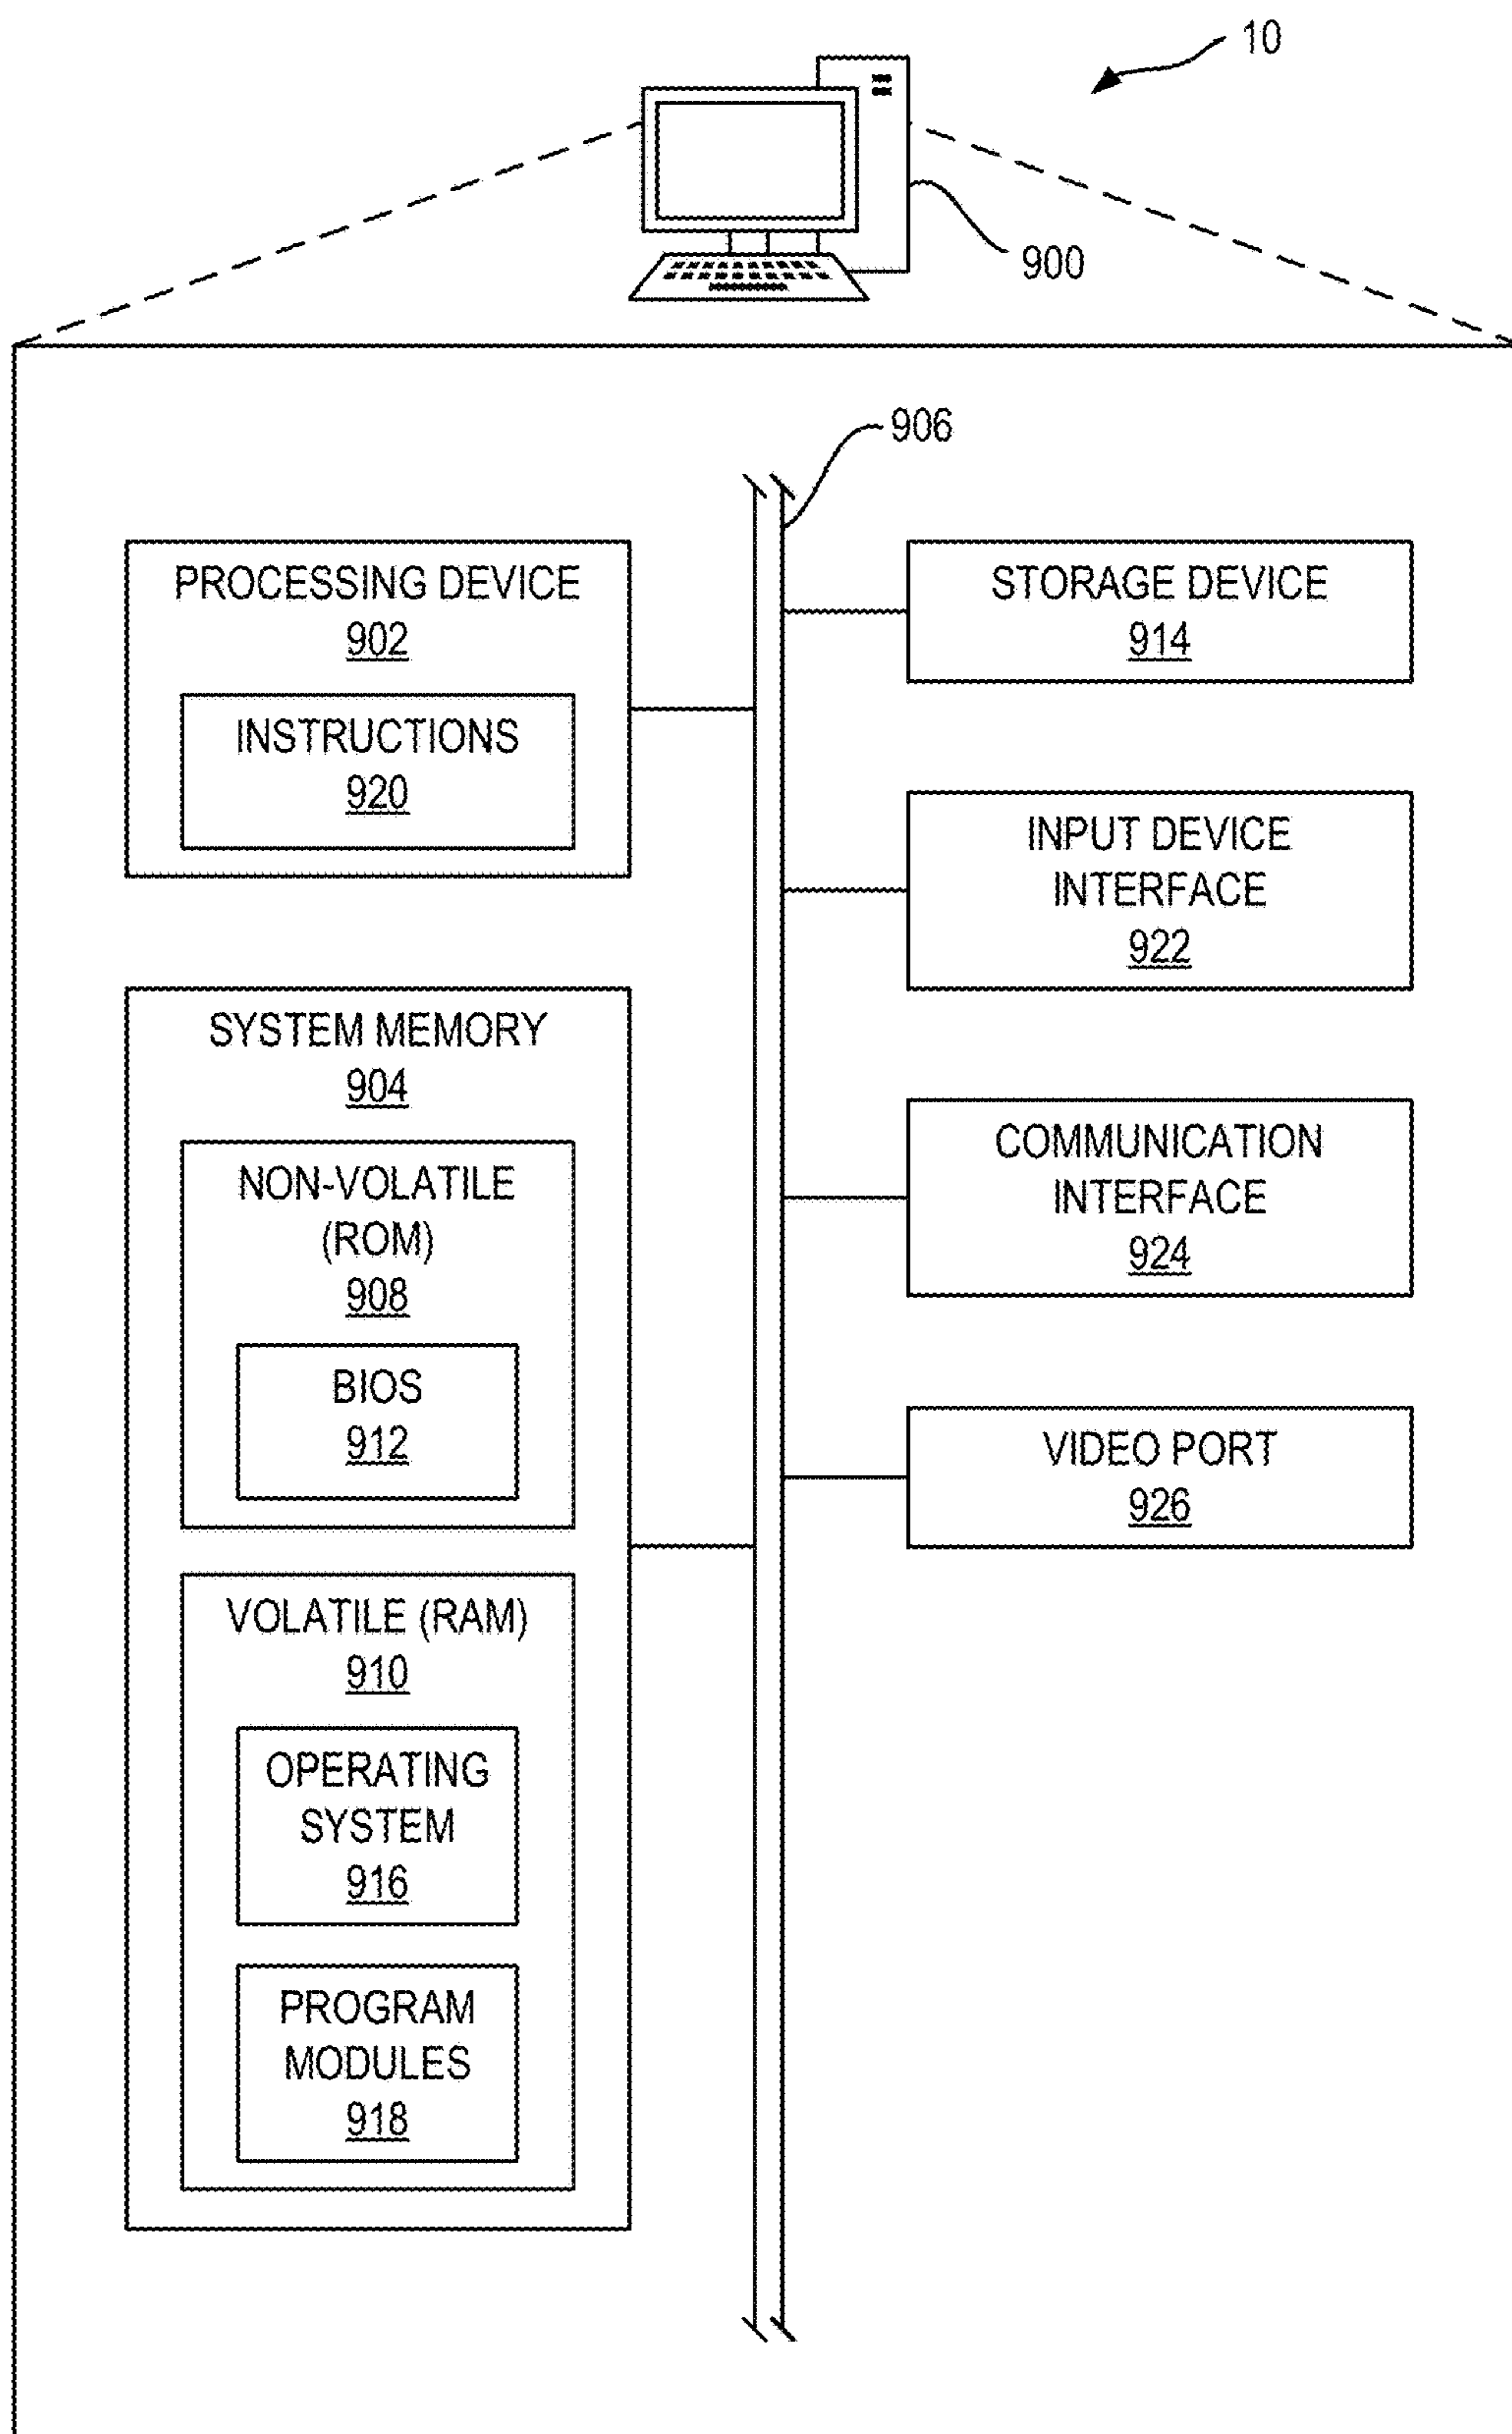 10
900
906
PROCESSING DEVICE
902
INSTRUCTIONS
920
SYSTEM MEMORY
904
NON-VOLATILE
(ROM)
908
BIOS
912
VOLATILE (RAM)
910
OPERATING
SYSTEM
916
PROGRAM
MODULES
918
STORAGE DEVICE
914
INPUT DEVICE
INTERFACE
922
COMMUNICATION
INTERFACE
924
VIDEO PORT
926